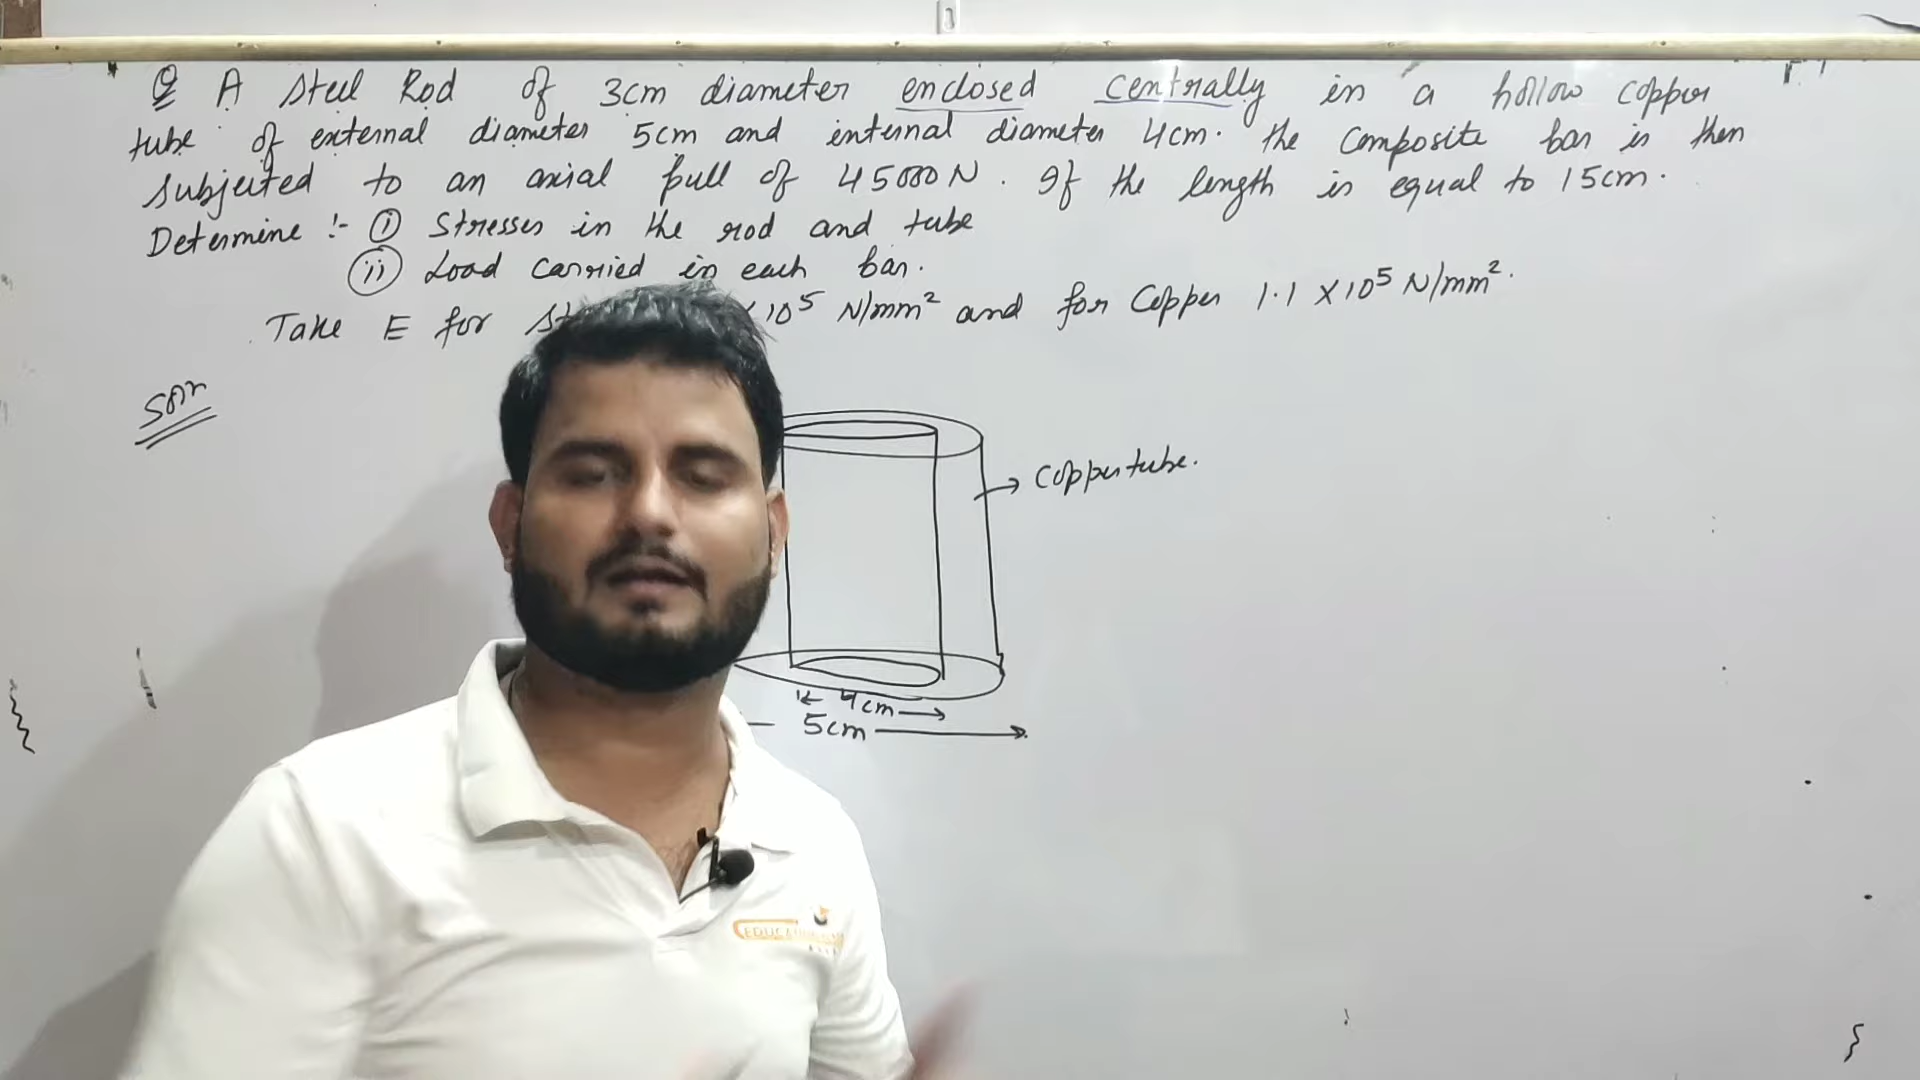 Q A Steel Rod of 3cm diameter enclosed centrally in a hollow copper
tube of external diameter 5cm and internal diameter 4cm. the composite bar is then
subjected to an axial pull of 45000N. If the length is equal to 15cm.
Determine :- (i) Stresses in the rod and tube
(ii) Load carried in each bar.
Take E for ×10⁵ N/mm² and for Copper 1.1 ×10⁵ N/mm².
Soln
Copper tube.
4cm
5cm